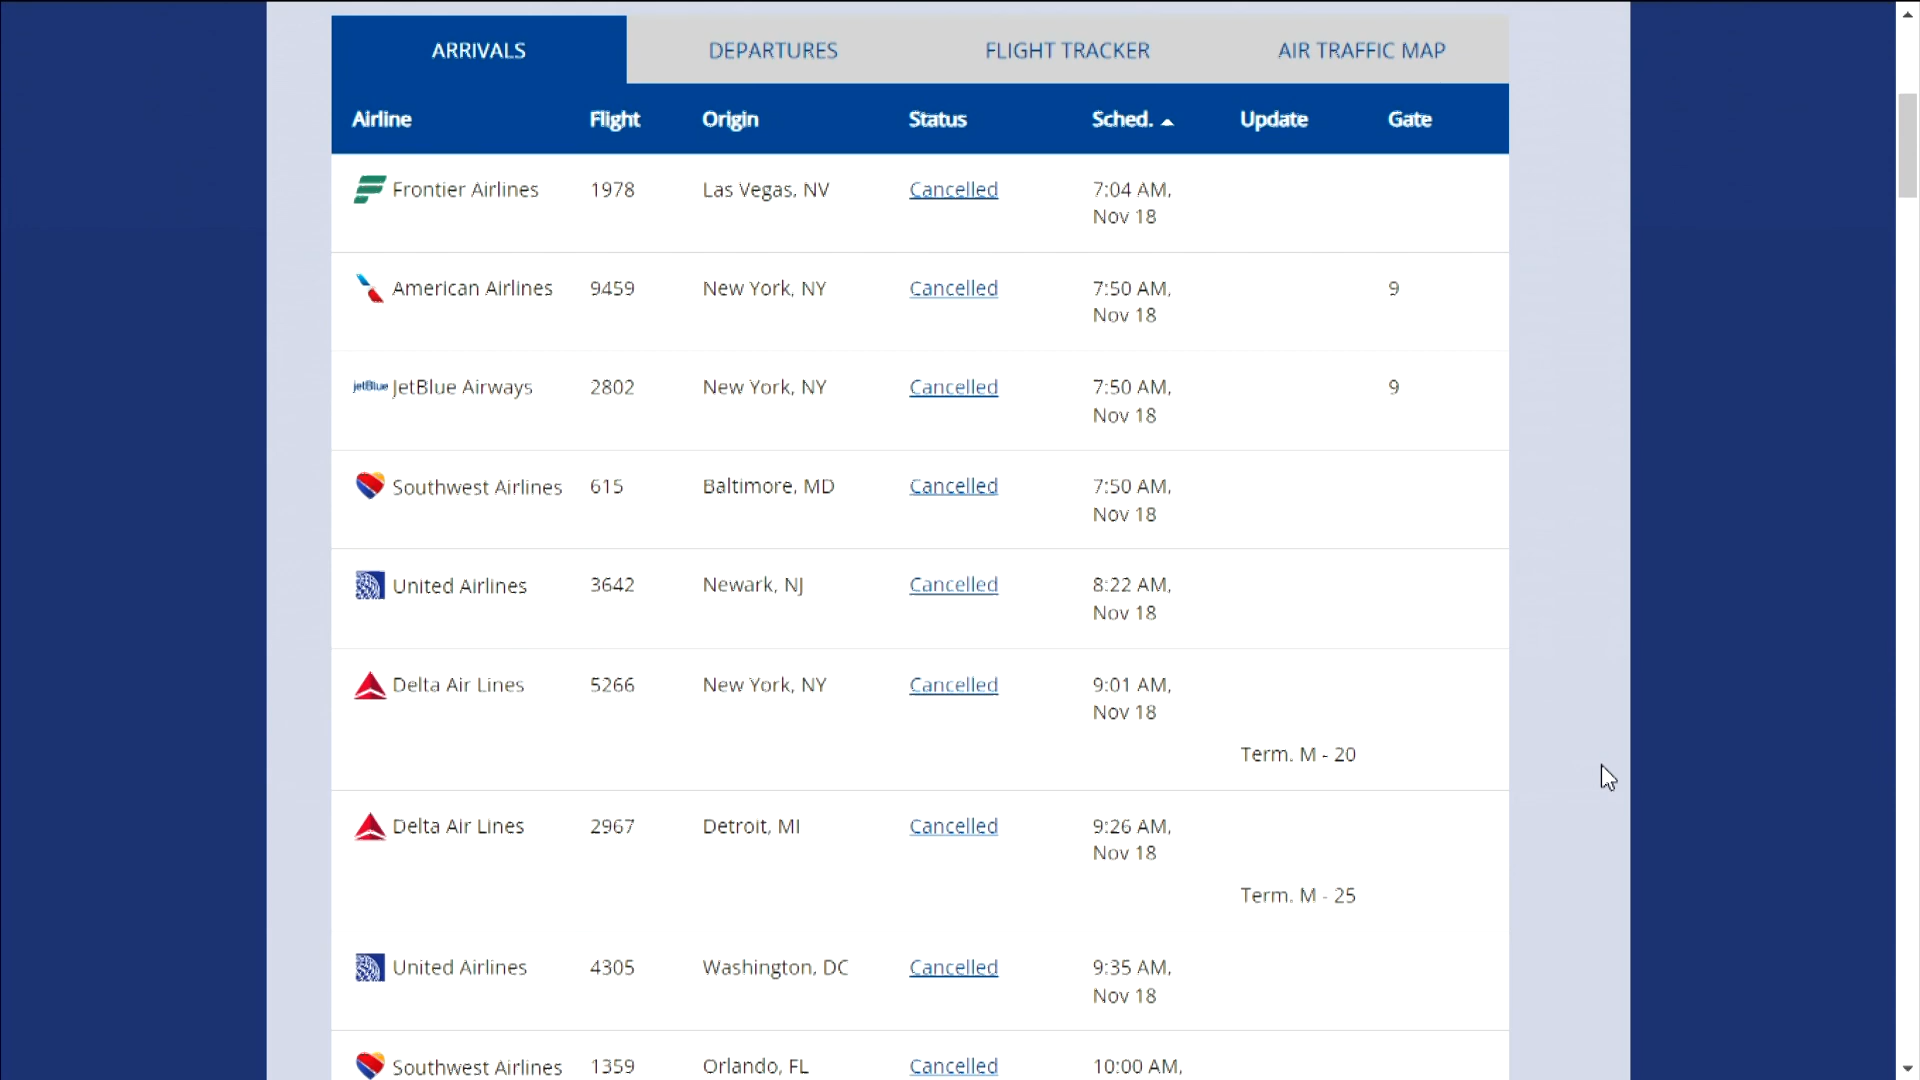 ARRIVALS DEPARTURES FLIGHT TRACKER AIR TRAFFIC MAP
Airline Flight Origin Status Sched. Update Gate
Frontier Airlines 1978 Las Vegas, NV Cancelled 7:04 AM,
Nov 18
American Airlines 9459 New York, NY Cancelled 7:50 AM, 9
Nov 18
jetBlue JetBlue Airways 2802 New York, NY Cancelled 7:50 AM, 9
Nov 18
Southwest Airlines 615 Baltimore, MD Cancelled 7:50 AM,
Nov 18
United Airlines 3642 Newark, NJ Cancelled 8:22 AM,
Nov 18
Delta Air Lines 5266 New York, NY Cancelled 9:01 AM,
Nov 18
Term. M - 20
Delta Air Lines 2967 Detroit, MI Cancelled 9:26 AM,
Nov 18
Term. M - 25
United Airlines 4305 Washington, DC Cancelled 9:35 AM,
Nov 18
Southwest Airlines 1359 Orlando, FL Cancelled 10:00 AM,